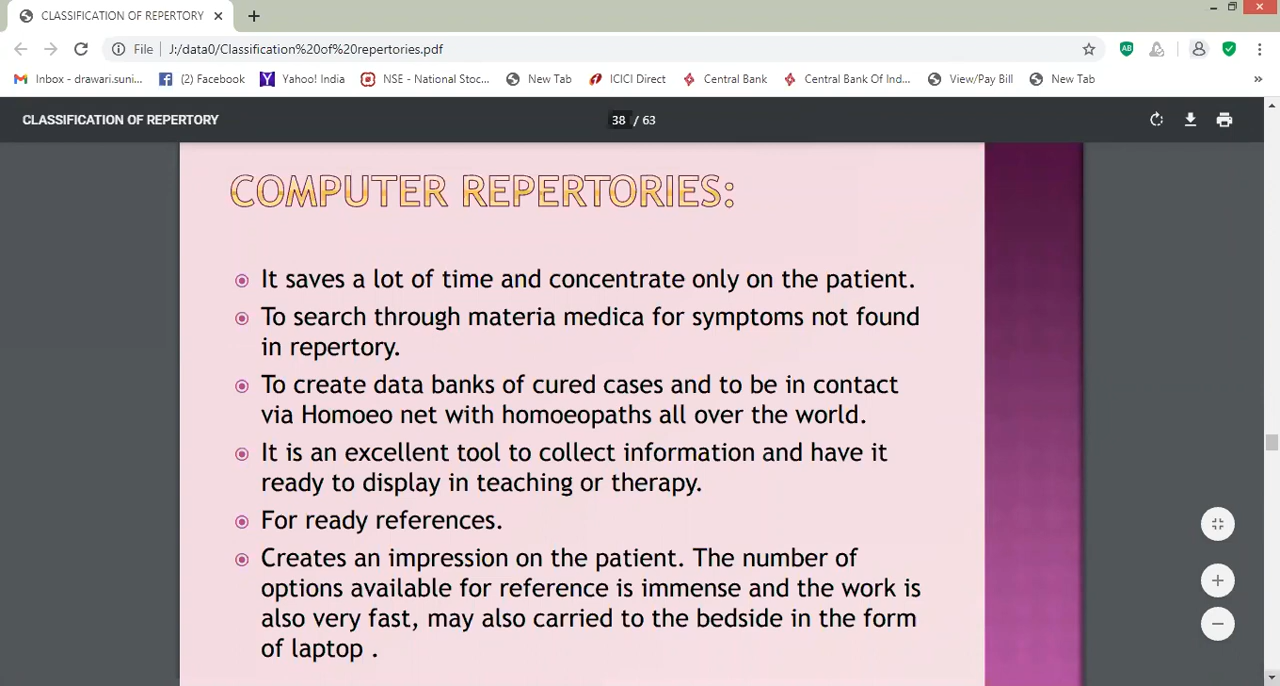 CLASSIFICATION OF REPERTORY
File J:/data0/Classification%20of%20repertories.pdf
Inbox - drawari.suni... (2) Facebook Yahoo! India NSE - National Stoc... New Tab ICICI Direct Central Bank Central Bank Of Ind... View/Pay Bill New Tab »
CLASSIFICATION OF REPERTORY 38 / 63
COMPUTER REPERTORIES:
It saves a lot of time and concentrate only on the patient.
To search through materia medica for symptoms not found
in repertory.
To create data banks of cured cases and to be in contact
via Homoeo net with homoeopaths all over the world.
It is an excellent tool to collect information and have it
ready to display in teaching or therapy.
For ready references.
Creates an impression on the patient. The number of
options available for reference is immense and the work is
also very fast, may also carried to the bedside in the form
of laptop .